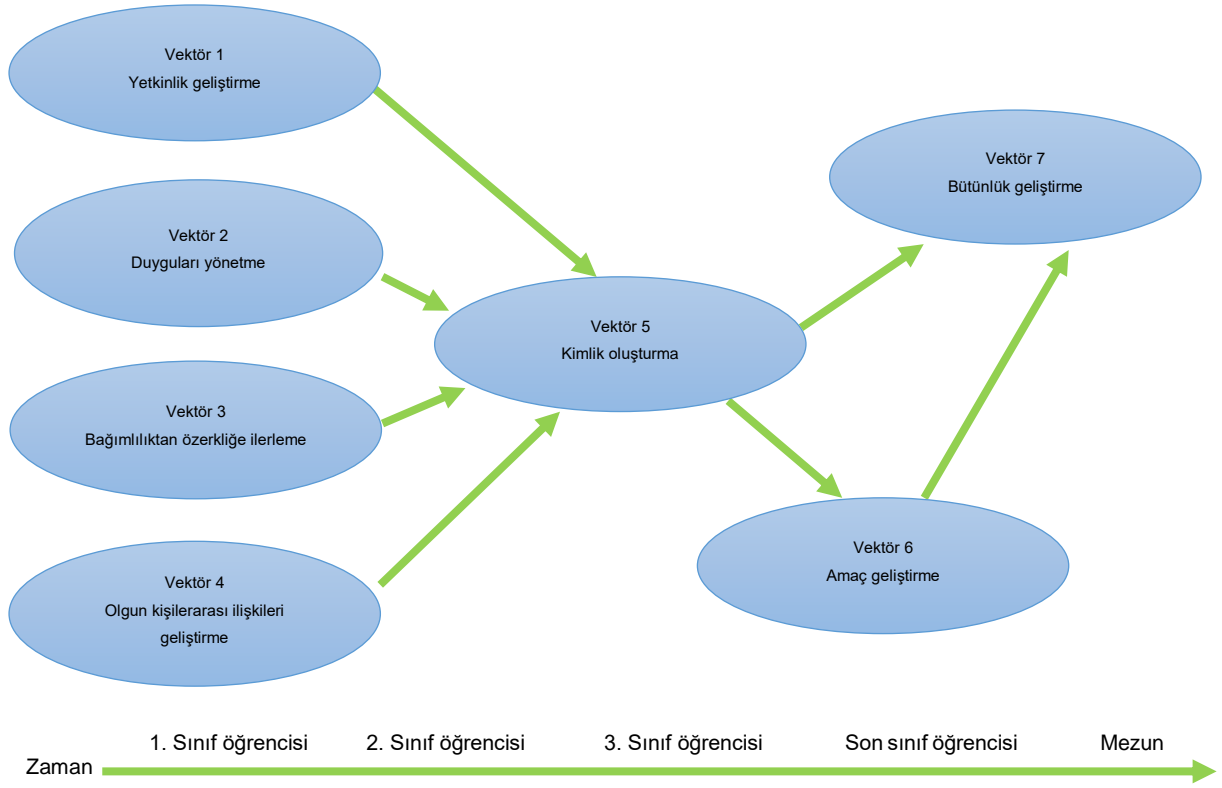 Vektör 1
Yetkinlik geliştirme
Vektör 2
Duyguları yönetme
Vektör 3
Bağımlılıktan özerkliğe ilerleme
Vektör 4
Olgun kişilerarası ilişkileri
geliştirme
Vektör 5
Kimlik oluşturma
Vektör 6
Amaç geliştirme
Vektör 7
Bütünlük geliştirme
1. Sınıf öğrencisi
2. Sınıf öğrencisi
3. Sınıf öğrencisi
Son sınıf öğrencisi
Mezun
Zaman